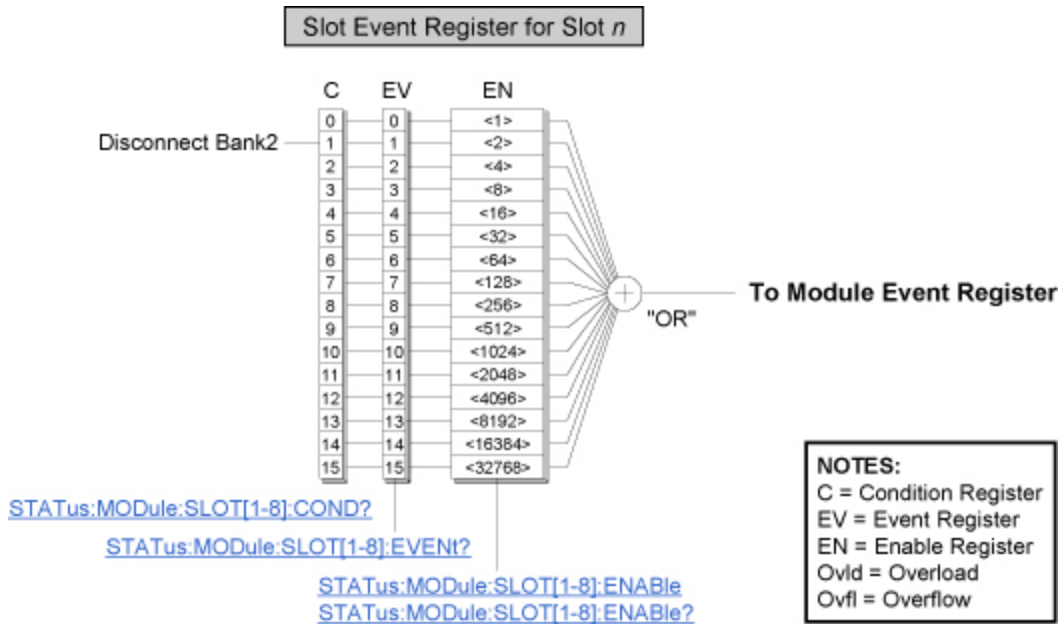 Slot Event Register for Slot n
C EV EN
0 0 <1>
Disconnect Bank2 1 1 <2>
2 2 <4>
3 3 <8>
4 4 <16>
5 5 <32>
6 6 <64>
7 7 <128>
8 8 <256>
9 9 <512>
10 10 <1024>
11 11 <2048>
12 12 <4096>
13 13 <8192>
14 14 <16384>
15 15 <32768>
To Module Event Register
"OR"
STATus:MODule:SLOT[1-8]:COND?
STATus:MODule:SLOT[1-8]:EVENt?
STATus:MODule:SLOT[1-8]:ENABle
STATus:MODule:SLOT[1-8]:ENABle?
NOTES:
C = Condition Register
EV = Event Register
EN = Enable Register
Ovld = Overload
Ovfl = Overflow